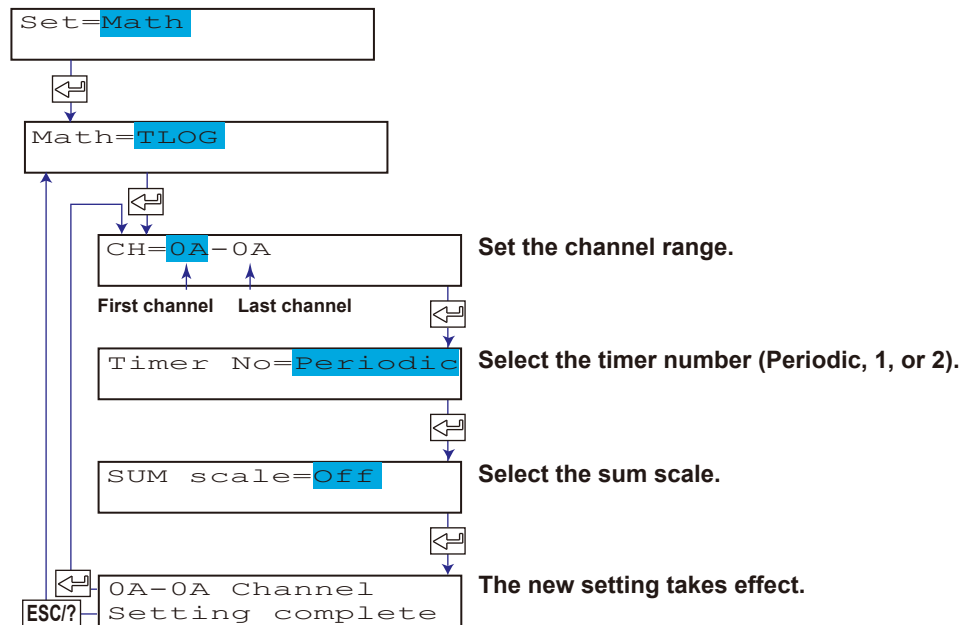 Set=Math
Math=TLOG
CH=0A-0A
Set the channel range.
First channel Last channel
Timer No=Periodic
Select the timer number (Periodic, 1, or 2).
SUM scale=Off
Select the sum scale.
0A-0A Channel
The new setting takes effect.
ESC/?
Setting complete